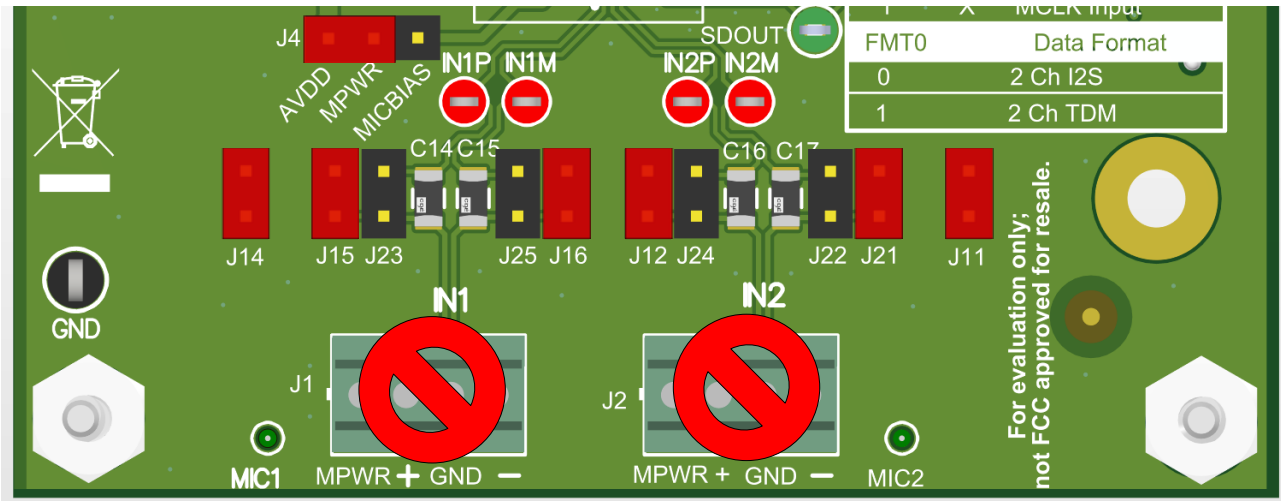 1 X MCLK Input
J4
SDOUT
FMT0 Data Format
IN1P IN1M
IN2P IN2M
0 2 Ch I2S
AVDD
MPWR
MICBIAS
1 2 Ch TDM
C14 C15
C16 C17
J14 J15 J23 J25 J16 J12 J24 J22 J21 J11
For evaluation only;
not FCC approved for resale.
GND
IN1
IN2
J1
J2
MIC1
MPWR + GND -
MPWR + GND -
MIC2